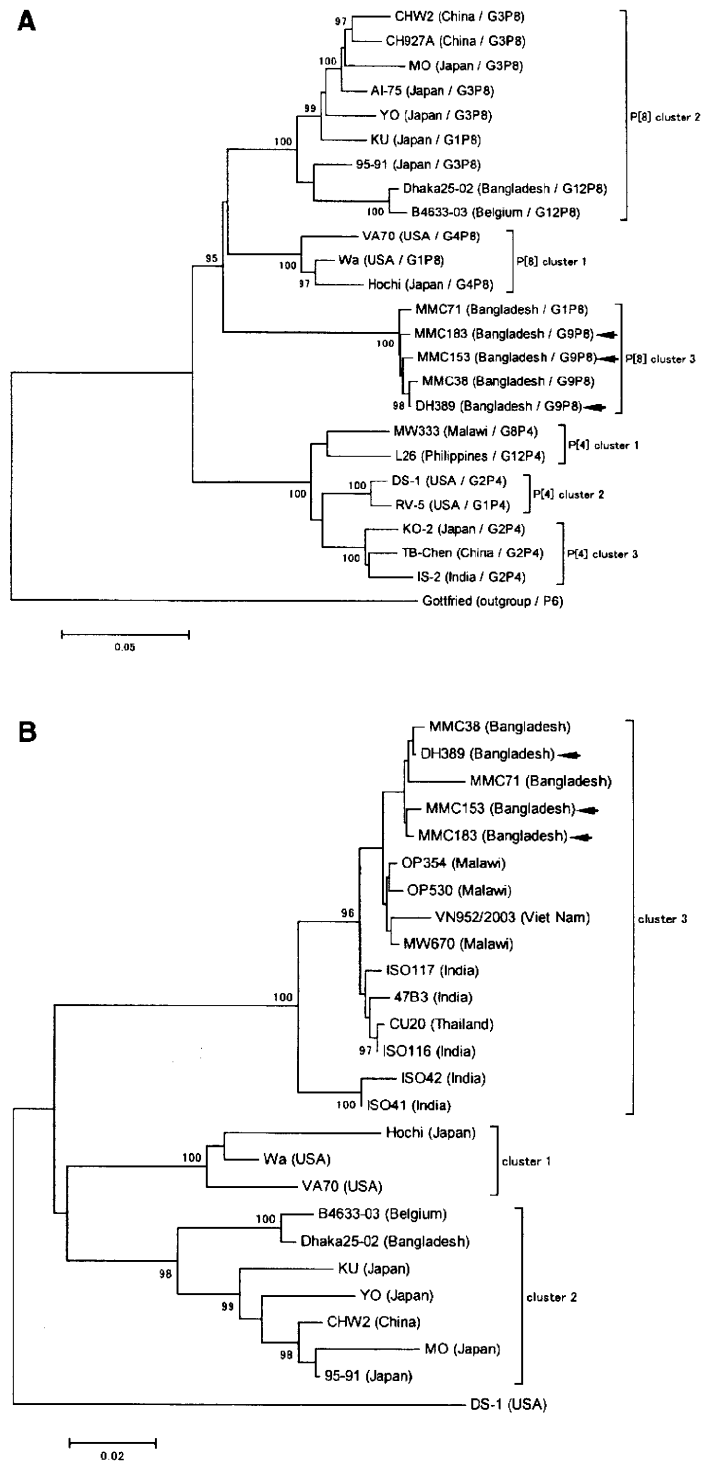 A
97
CHW2 (China / G3P8)
CH927A (China / G3P8)
100
MO (Japan / G3P8)
AI-75 (Japan / G3P8)
99
YO (Japan / G3P8)
P[8] cluster 2
KU (Japan / G1P8)
100
95-91 (Japan / G3P8)
Dhaka25-02 (Bangladesh / G12P8)
100
B4633-03 (Belgium / G12P8)
VA70 (USA / G4P8)
95
100
Wa (USA / G1P8)
P[8] cluster 1
97
Hochi (Japan / G4P8)
MMC71 (Bangladesh / G1P8)
MMC183 (Bangladesh / G9P8)
100
MMC153 (Bangladesh / G9P8)
P[8] cluster 3
MMC38 (Bangladesh / G9P8)
98
DH389 (Bangladesh / G9P8)
MW333 (Malawi / G8P4)
P[4] cluster 1
L26 (Philippines / G12P4)
100
100
DS-1 (USA / G2P4)
P[4] cluster 2
RV-5 (USA / G1P4)
KO-2 (Japan / G2P4)
100
TB-Chen (China / G2P4)
P[4] cluster 3
IS-2 (India / G2P4)
Gottfried (outgroup / P6)
0.05
B
MMC38 (Bangladesh)
DH389 (Bangladesh)
MMC71 (Bangladesh)
MMC153 (Bangladesh)
MMC183 (Bangladesh)
OP354 (Malawi)
OP530 (Malawi)
96
VN952/2003 (Viet Nam)
cluster 3
MW670 (Malawi)
ISO117 (India)
100
47B3 (India)
CU20 (Thailand)
97
ISO116 (India)
ISO42 (India)
100
ISO41 (India)
Hochi (Japan)
100
Wa (USA)
cluster 1
VA70 (USA)
B4633-03 (Belgium)
100
Dhaka25-02 (Bangladesh)
98
KU (Japan)
99
YO (Japan)
cluster 2
CHW2 (China)
98
MO (Japan)
95-91 (Japan)
DS-1 (USA)
0.02